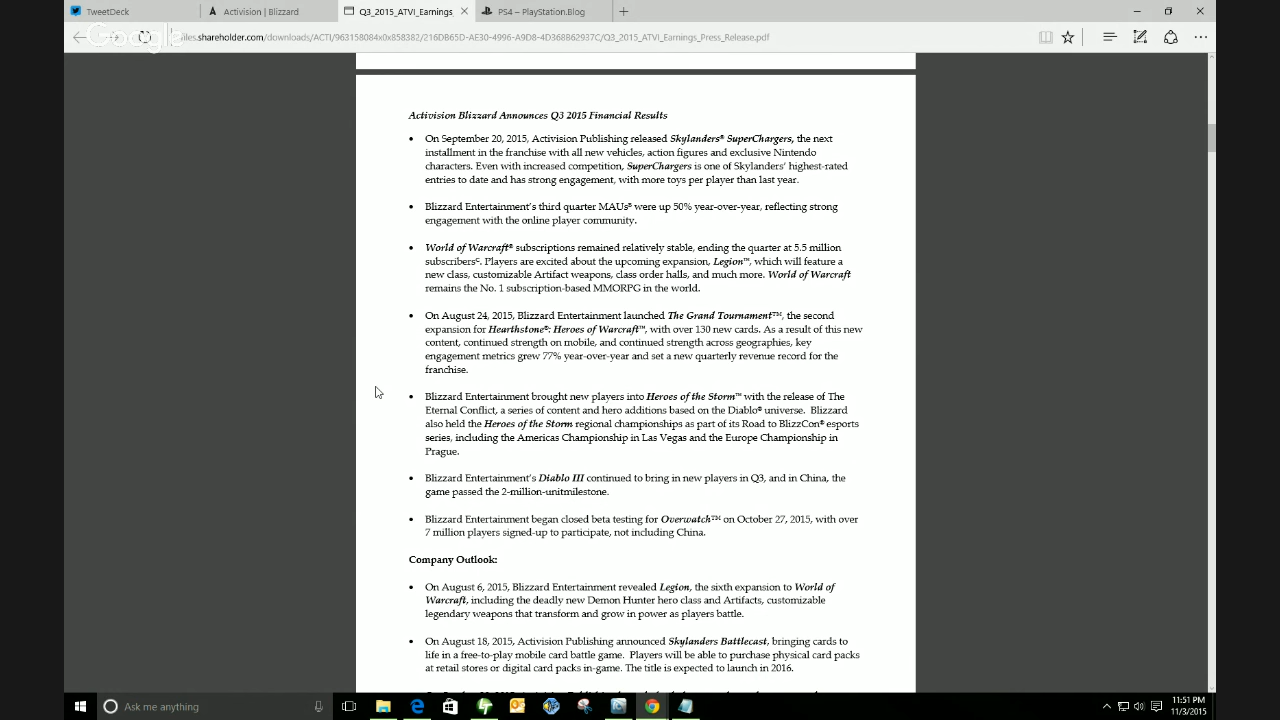 TweetDeck
Activision | Blizzard
Q3_2015_ATVI_Earnings_
PS4 – PlayStation.Blog
Google
files.shareholder.com/downloads/ACTI/963158084x0x858382/216DB65D-AE30-4996-A9D8-4D368B62937C/Q3_2015_ATVI_Earnings_Press_Release.pdf
Activision Blizzard Announces Q3 2015 Financial Results
• On September 20, 2015, Activision Publishing released Skylanders® SuperChargers, the next
installment in the franchise with all new vehicles, action figures and exclusive Nintendo
characters. Even with increased competition, SuperChargers is one of Skylanders' highest-rated
entries to date and has strong engagement, with more toys per player than last year.
• Blizzard Entertainment's third quarter MAUs⁸ were up 50% year-over-year, reflecting strong
engagement with the online player community.
• World of Warcraft® subscriptions remained relatively stable, ending the quarter at 5.5 million
subscribersᶜ. Players are excited about the upcoming expansion, Legion™, which will feature a
new class, customizable Artifact weapons, class order halls, and much more. World of Warcraft
remains the No. 1 subscription-based MMORPG in the world.
• On August 24, 2015, Blizzard Entertainment launched The Grand Tournament™, the second
expansion for Hearthstone®: Heroes of Warcraft™, with over 130 new cards. As a result of this new
content, continued strength on mobile, and continued strength across geographies, key
engagement metrics grew 77% year-over-year and set a new quarterly revenue record for the
franchise.
• Blizzard Entertainment brought new players into Heroes of the Storm™ with the release of The
Eternal Conflict, a series of content and hero additions based on the Diablo® universe. Blizzard
also held the Heroes of the Storm regional championships as part of its Road to BlizzCon® esports
series, including the Americas Championship in Las Vegas and the Europe Championship in
Prague.
• Blizzard Entertainment's Diablo III continued to bring in new players in Q3, and in China, the
game passed the 2-million-unitmilestone.
• Blizzard Entertainment began closed beta testing for Overwatch™ on October 27, 2015, with over
7 million players signed-up to participate, not including China.
Company Outlook:
• On August 6, 2015, Blizzard Entertainment revealed Legion, the sixth expansion to World of
Warcraft, including the deadly new Demon Hunter hero class and Artifacts, customizable
legendary weapons that transform and grow in power as players battle.
• On August 18, 2015, Activision Publishing announced Skylanders Battlecast, bringing cards to
life in a free-to-play mobile card battle game. Players will be able to purchase physical card packs
at retail stores or digital card packs in-game. The title is expected to launch in 2016.
Ask me anything
11:51 PM
11/3/2015